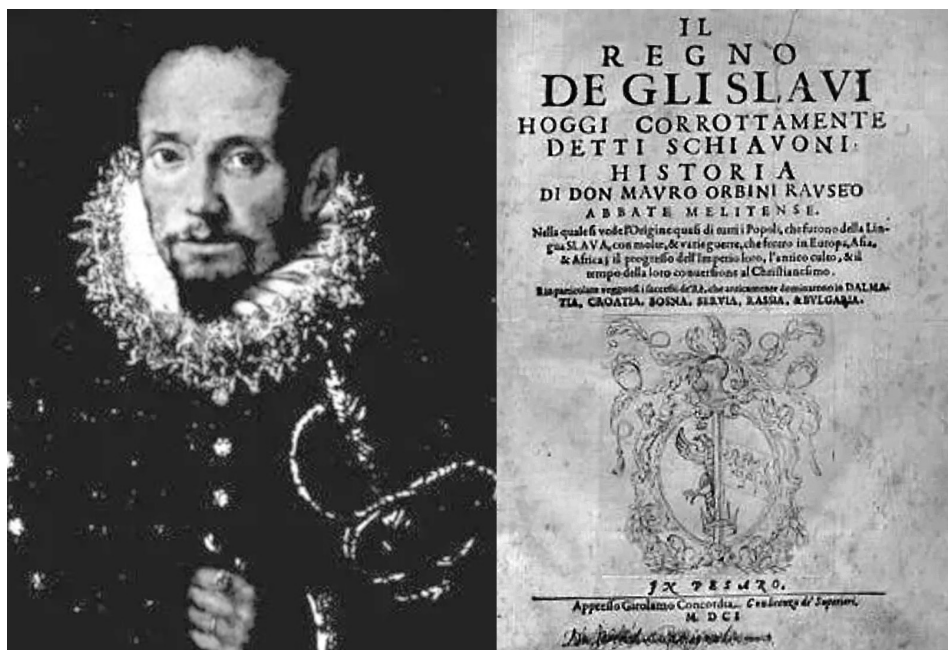 IL
REGNO
DE GLI SLAVI
HOGGI CORROTTAMENTE
DETTI SCHIAVONI
HISTORIA
DI DON MAVRO ORBINI RAVSEO
ABBATE MELITENSE.
Nella quale si vede l'Origine quasi di tutti i Popoli, che furono della Lin-
gua SLAVA, con molte, & varie guerre, che fecero in Europa, Asia,
& Africa; il progresso dell'Imperio loro, l'antico culto, & il
tempo della loro conuersione al Christianesimo.
E in particolare veggonsi i successi de'Rè, che anticamente dominarono in DALMA-
TIA, CROATIA, BOSNA, SERVIA, RASSIA, & BVLGARIA.
IN PESARO.
Appresso Girolamo Concordia. Con licenza de' Superiori.
M. DCI